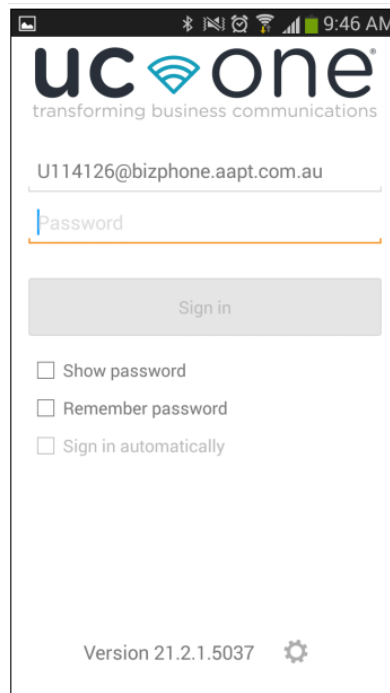 9:46 AM
uc one
transforming business communications
U114126@bizphone.aapt.com.au
Password
Sign in
Show password
Remember password
Sign in automatically
Version 21.2.1.5037